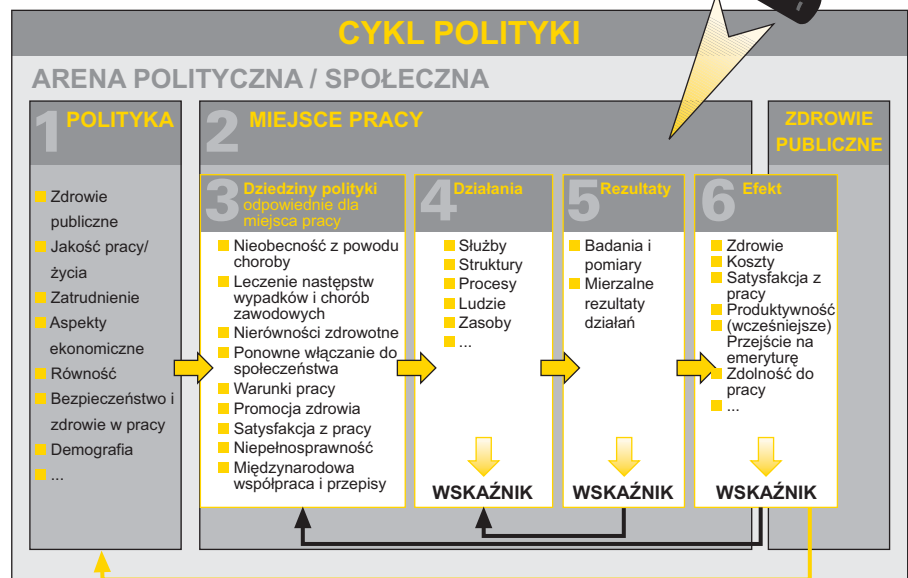 CYKL POLITYKI
ARENA POLITYCZNA / SPOŁECZNA
1 POLITYKA
Zdrowie
publiczne
Jakość pracy/
życia
Zatrudnienie
Aspekty
ekonomiczne
Równość
Bezpieczeństwo i
zdrowie w pracy
Demografia
...
2 MIEJSCE PRACY
3 Dziedziny polityki
odpowiednie dla
miejsca pracy
Nieobecność z powodu
choroby
Leczenie następstw
wypadków i chorób
zawodowych
Nierówności zdrowotne
Ponowne włączanie do
społeczeństwa
Warunki pracy
Promocja zdrowia
Satysfakcja z pracy
Niepełnosprawność
Międzynarodowa
współpraca i przepisy
4 Działania
Służby
Struktury
Procesy
Ludzie
Zasoby
...
WSKAŹNIK
5 Rezultaty
Badania i
pomiary
Mierzalne
rezultaty
działań
WSKAŹNIK
6 Efekt
Zdrowie
Koszty
Satysfakcja z
pracy
Produktywność
(wcześniejsze)
Przejście na
emeryturę
Zdolność do
pracy
...
WSKAŹNIK
ZDROWIE
PUBLICZNE